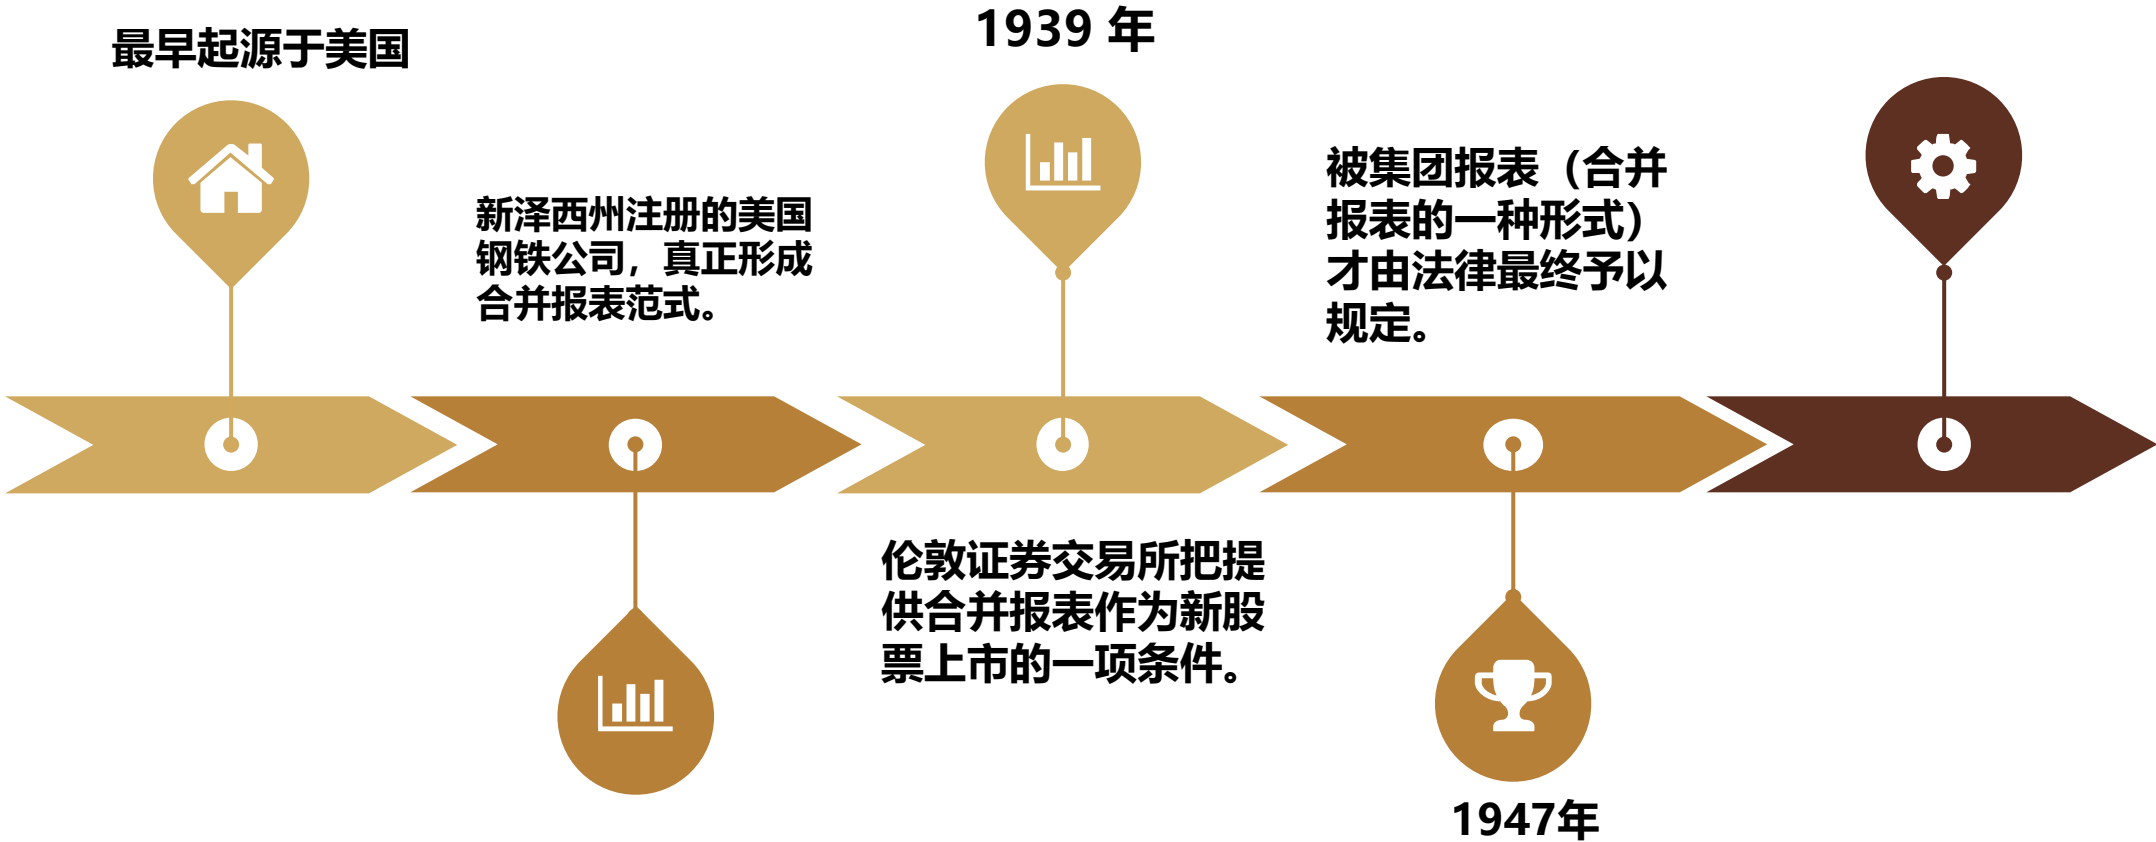 最早起源于美国
新泽西州注册的美国
钢铁公司，真正形成
合并报表范式。
1939 年
伦敦证券交易所把提
供合并报表作为新股
票上市的一项条件。
被集团报表（合并
报表的一种形式）
才由法律最终予以
规定。
1947年